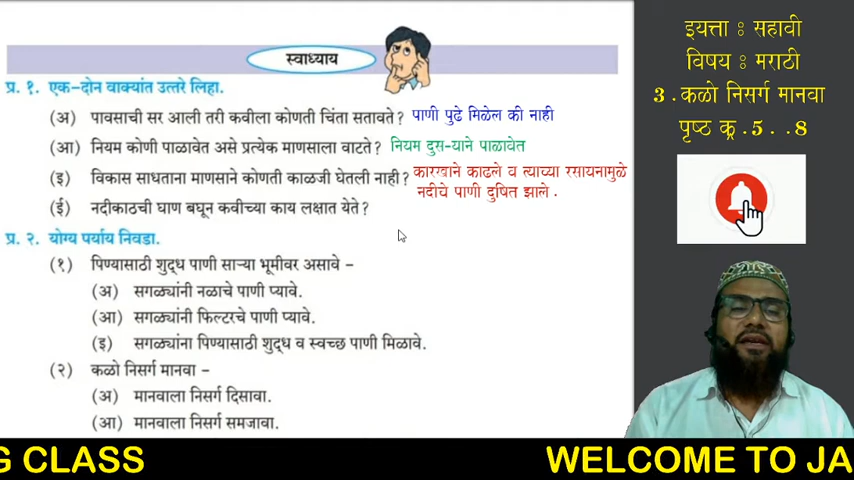 स्वाध्याय
प्र. १. एक-दोन वाक्यांत उत्तरे लिहा.
(अ) पावसाची सर आली तरी कवीला कोणती चिंता सतावते? पाणी पुढे मिळेल की नाही
(आ) नियम कोणी पाळावेत असे प्रत्येक माणसाला वाटते? नियम दुस-याने पाळावेत
(इ) विकास साधताना माणसाने कोणती काळजी घेतली नाही? कारखाने काढले व त्याच्या रसायनामुळे
नदीचे पाणी दुषित झाले .
(ई) नदीकाठची घाण बघून कवीच्या काय लक्षात येते?
प्र. २. योग्य पर्याय निवडा.
(१) पिण्यासाठी शुद्ध पाणी साऱ्या भूमीवर असावे -
(अ) सगळ्यांनी नळाचे पाणी प्यावे.
(आ) सगळ्यांनी फिल्टरचे पाणी प्यावे.
(इ) सगळ्यांना पिण्यासाठी शुद्ध व स्वच्छ पाणी मिळावे.
(२) कळो निसर्ग मानवा -
(अ) मानवाला निसर्ग दिसावा.
(आ) मानवाला निसर्ग समजावा.
इयत्ता : सहावी
विषय : मराठी
3 .कळो निसर्ग मानवा
पृष्ठ क्र .5 . .8
G CLASS
WELCOME TO JA